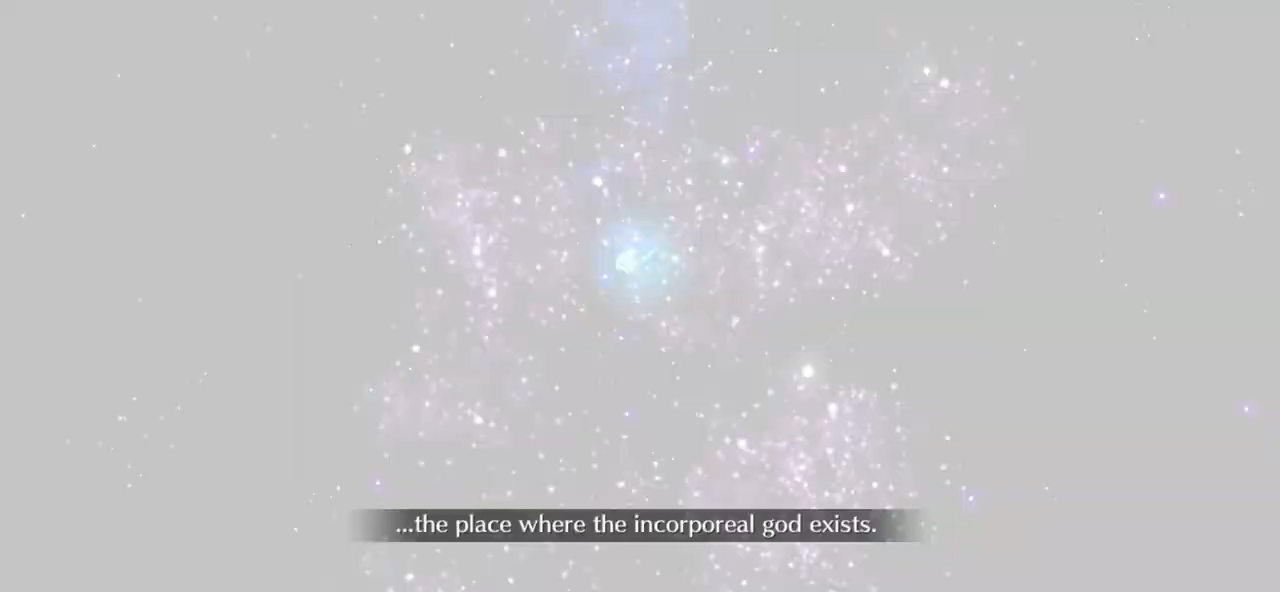 ...the place where the incorporeal god exists.